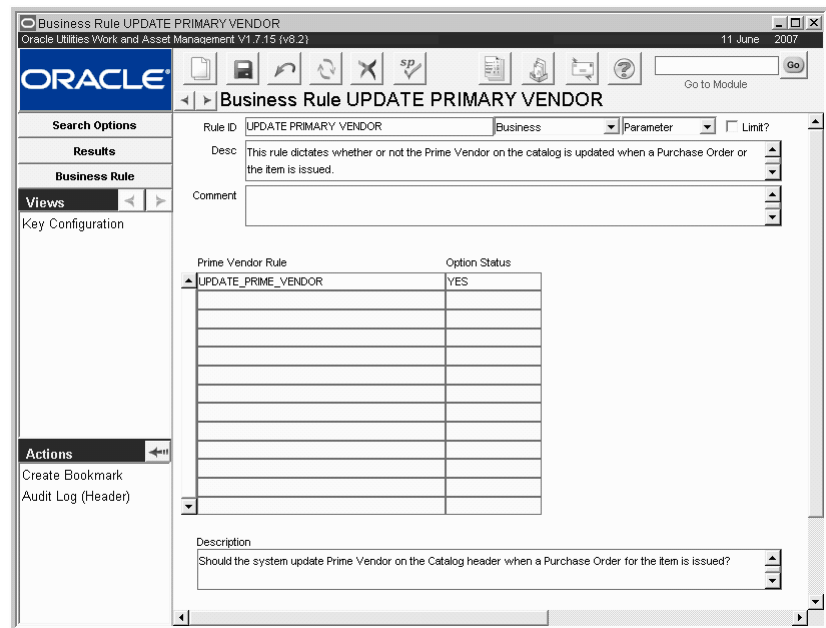 Business Rule UPDATE PRIMARY VENDOR
Oracle Utilities Work and Asset Management V1.7.15 {v8.2}
11 June 2007
ORACLE
sp
Go
Go to Module
Business Rule UPDATE PRIMARY VENDOR
Search Options
Results
Business Rule
Views
Key Configuration
Rule ID UPDATE PRIMARY VENDOR Business Parameter Limit?
Desc This rule dictates whether or not the Prime Vendor on the catalog is updated when a Purchase Order or
the item is issued.
Comment
Prime Vendor Rule Option Status
UPDATE_PRIME_VENDOR YES
Actions
Create Bookmark
Audit Log (Header)
Description
Should the system update Prime Vendor on the Catalog header when a Purchase Order for the item is issued?